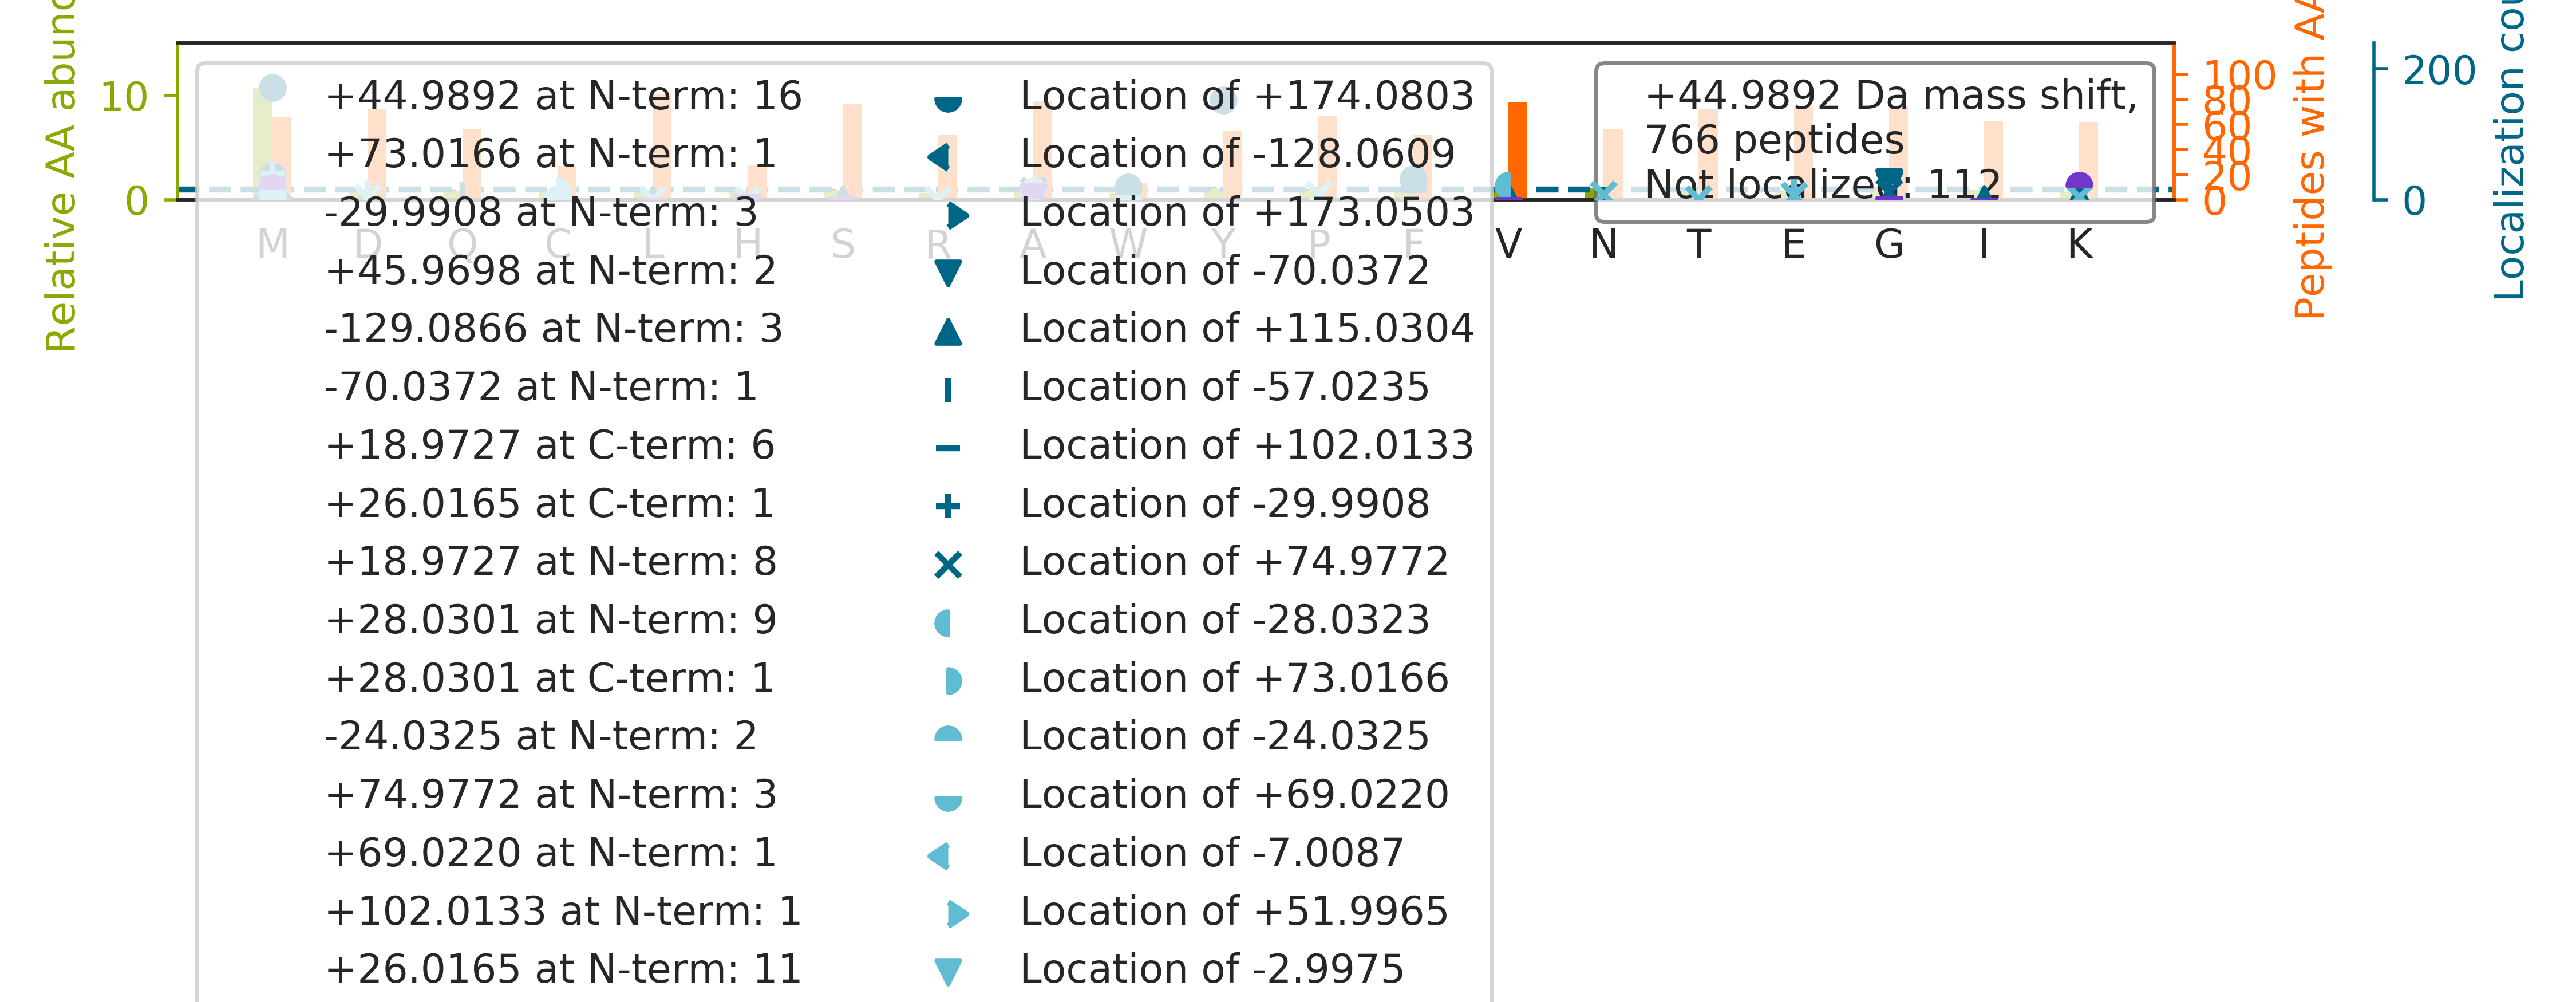 Relative AA abund
10
0
+44.9892 at N-term: 16
+73.0166 at N-term: 1
-29.9908 at N-term: 3
+45.9698 at N-term: 2
-129.0866 at N-term: 3
-70.0372 at N-term: 1
+18.9727 at C-term: 6
+26.0165 at C-term: 1
+18.9727 at N-term: 8
+28.0301 at N-term: 9
+28.0301 at C-term: 1
-24.0325 at N-term: 2
+74.9772 at N-term: 3
+69.0220 at N-term: 1
+102.0133 at N-term: 1
+26.0165 at N-term: 11
Location of +174.0803
Location of -128.0609
Location of +173.0503
Location of -70.0372
Location of +115.0304
Location of -57.0235
Location of +102.0133
Location of -29.9908
Location of +74.9772
Location of -28.0323
Location of +73.0166
Location of -24.0325
Location of +69.0220
Location of -7.0087
Location of +51.9965
Location of -2.9975
+44.9892 Da mass shift,
766 peptides
Not localized: 112
M D Q C L H S R A W Y P F V N T E G I K
100
80
60
40
20
0
Peptides with AA
200
0
Localization cou